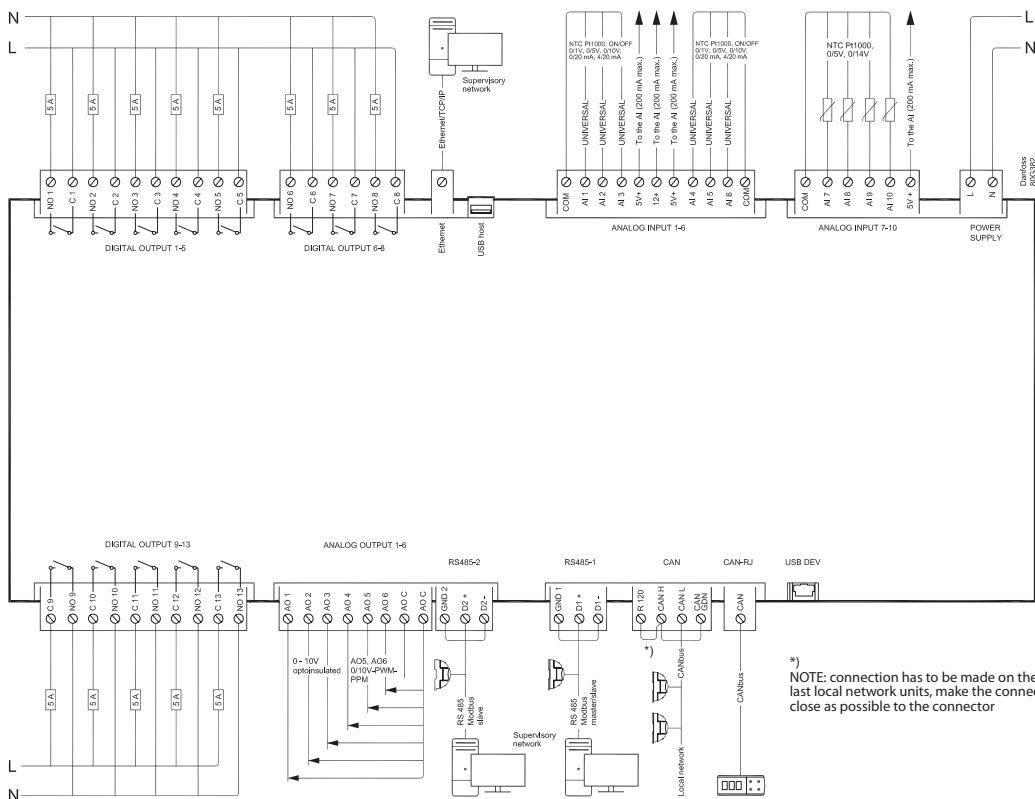 N
L
5 A
5 A
5 A
5 A
5 A
5 A
5 A
5 A
Supervisory
network
Ethernet/TCP/IP
NTC Pt1000, ON/OFF
0/1V, 0/5V, 0/10V,
0/20 mA, 4/20 mA
UNIVERSAL
UNIVERSAL
UNIVERSAL
To the AI (200 mA max.)
To the AI (200 mA max.)
To the AI (200 mA max.)
NTC Pt1000, ON/OFF
0/1V, 0/5V, 0/10V,
0/20 mA, 4/20 mA
UNIVERSAL
UNIVERSAL
UNIVERSAL
NTC Pt1000,
0/5V, 0/14V
To the AI (200 mA max.)
L
N
Danfoss
80G382
NO 1
C 1
NO 2
C 2
NO 3
C 3
NO 4
C 4
NO 5
C 5
DIGITAL OUTPUT 1-5
NO 6
C 6
NO 7
C 7
NO 8
C 8
DIGITAL OUTPUT 6-8
Ethernet
USB host
COM
AI 1
AI 2
AI 3
5V+
12+
5V+
AI 4
AI 5
AI 6
COM
ANALOG INPUT 1-6
COM
AI 7
AI 8
AI 9
AI 10
5V +
ANALOG INPUT 7-10
L
N
POWER
SUPPLY
DIGITAL OUTPUT 9-13
C 9
NO 9
C 10
NO 10
C 11
NO 11
C 12
NO 12
C 13
NO 13
5 A
5 A
5 A
5 A
5 A
L
N
ANALOG OUTPUT 1-6
AO 1
AO 2
AO 3
AO 4
AO 5
AO 6
AO C
AO C
0 - 10V
optoinsulated
AO5, AO6
0/10V-PWM-
PPM
RS485-2
GND 2
D2 +
D2 -
RS 485
Modbus
slave
Supervisory
network
RS485-1
GND 1
D1 +
D1 -
RS 485
Modbus
master/slave
CAN
R 120
CAN H
CAN L
CAN
GDN
*)
CANbus
Local network
CAN-RJ
CAN
CANbus
USB DEV
*)
NOTE: connection has to be made on the
last local network units, make the connec
close as possible to the connector